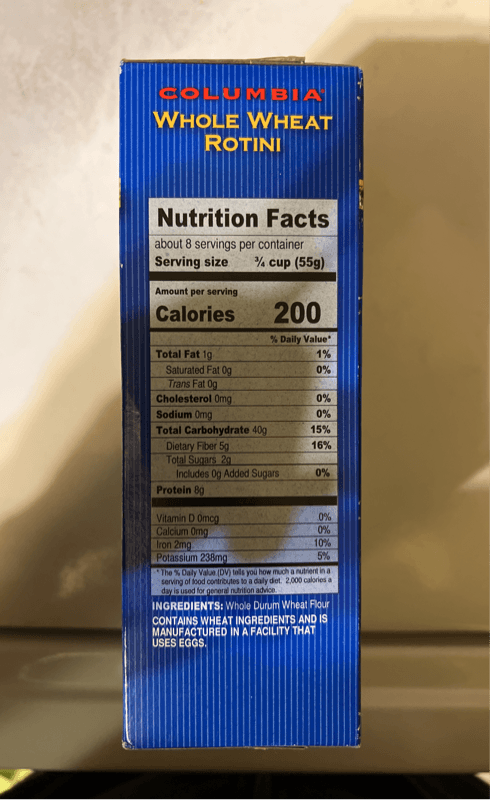 COLUMBIA
WHOLE WHEAT
ROTINI
Nutrition Facts
about 8 servings per container
Serving size ¾ cup (55g)
Amount per serving
Calories 200
% Daily Value*
Total Fat 1g 1%
Saturated Fat 0g 0%
Trans Fat 0g
Cholesterol 0mg 0%
Sodium 0mg 0%
Total Carbohydrate 40g 15%
Dietary Fiber 5g 16%
Total Sugars 2g
Includes 0g Added Sugars 0%
Protein 8g
Vitamin D 0mcg 0%
Calcium 0mg 0%
Iron 2mg 10%
Potassium 238mg 5%
*The % Daily Value (DV) tells you how much a nutrient in a
serving of food contributes to a daily diet. 2,000 calories a
day is used for general nutrition advice.
INGREDIENTS: Whole Durum Wheat Flour
CONTAINS WHEAT INGREDIENTS AND IS
MANUFACTURED IN A FACILITY THAT
USES EGGS.